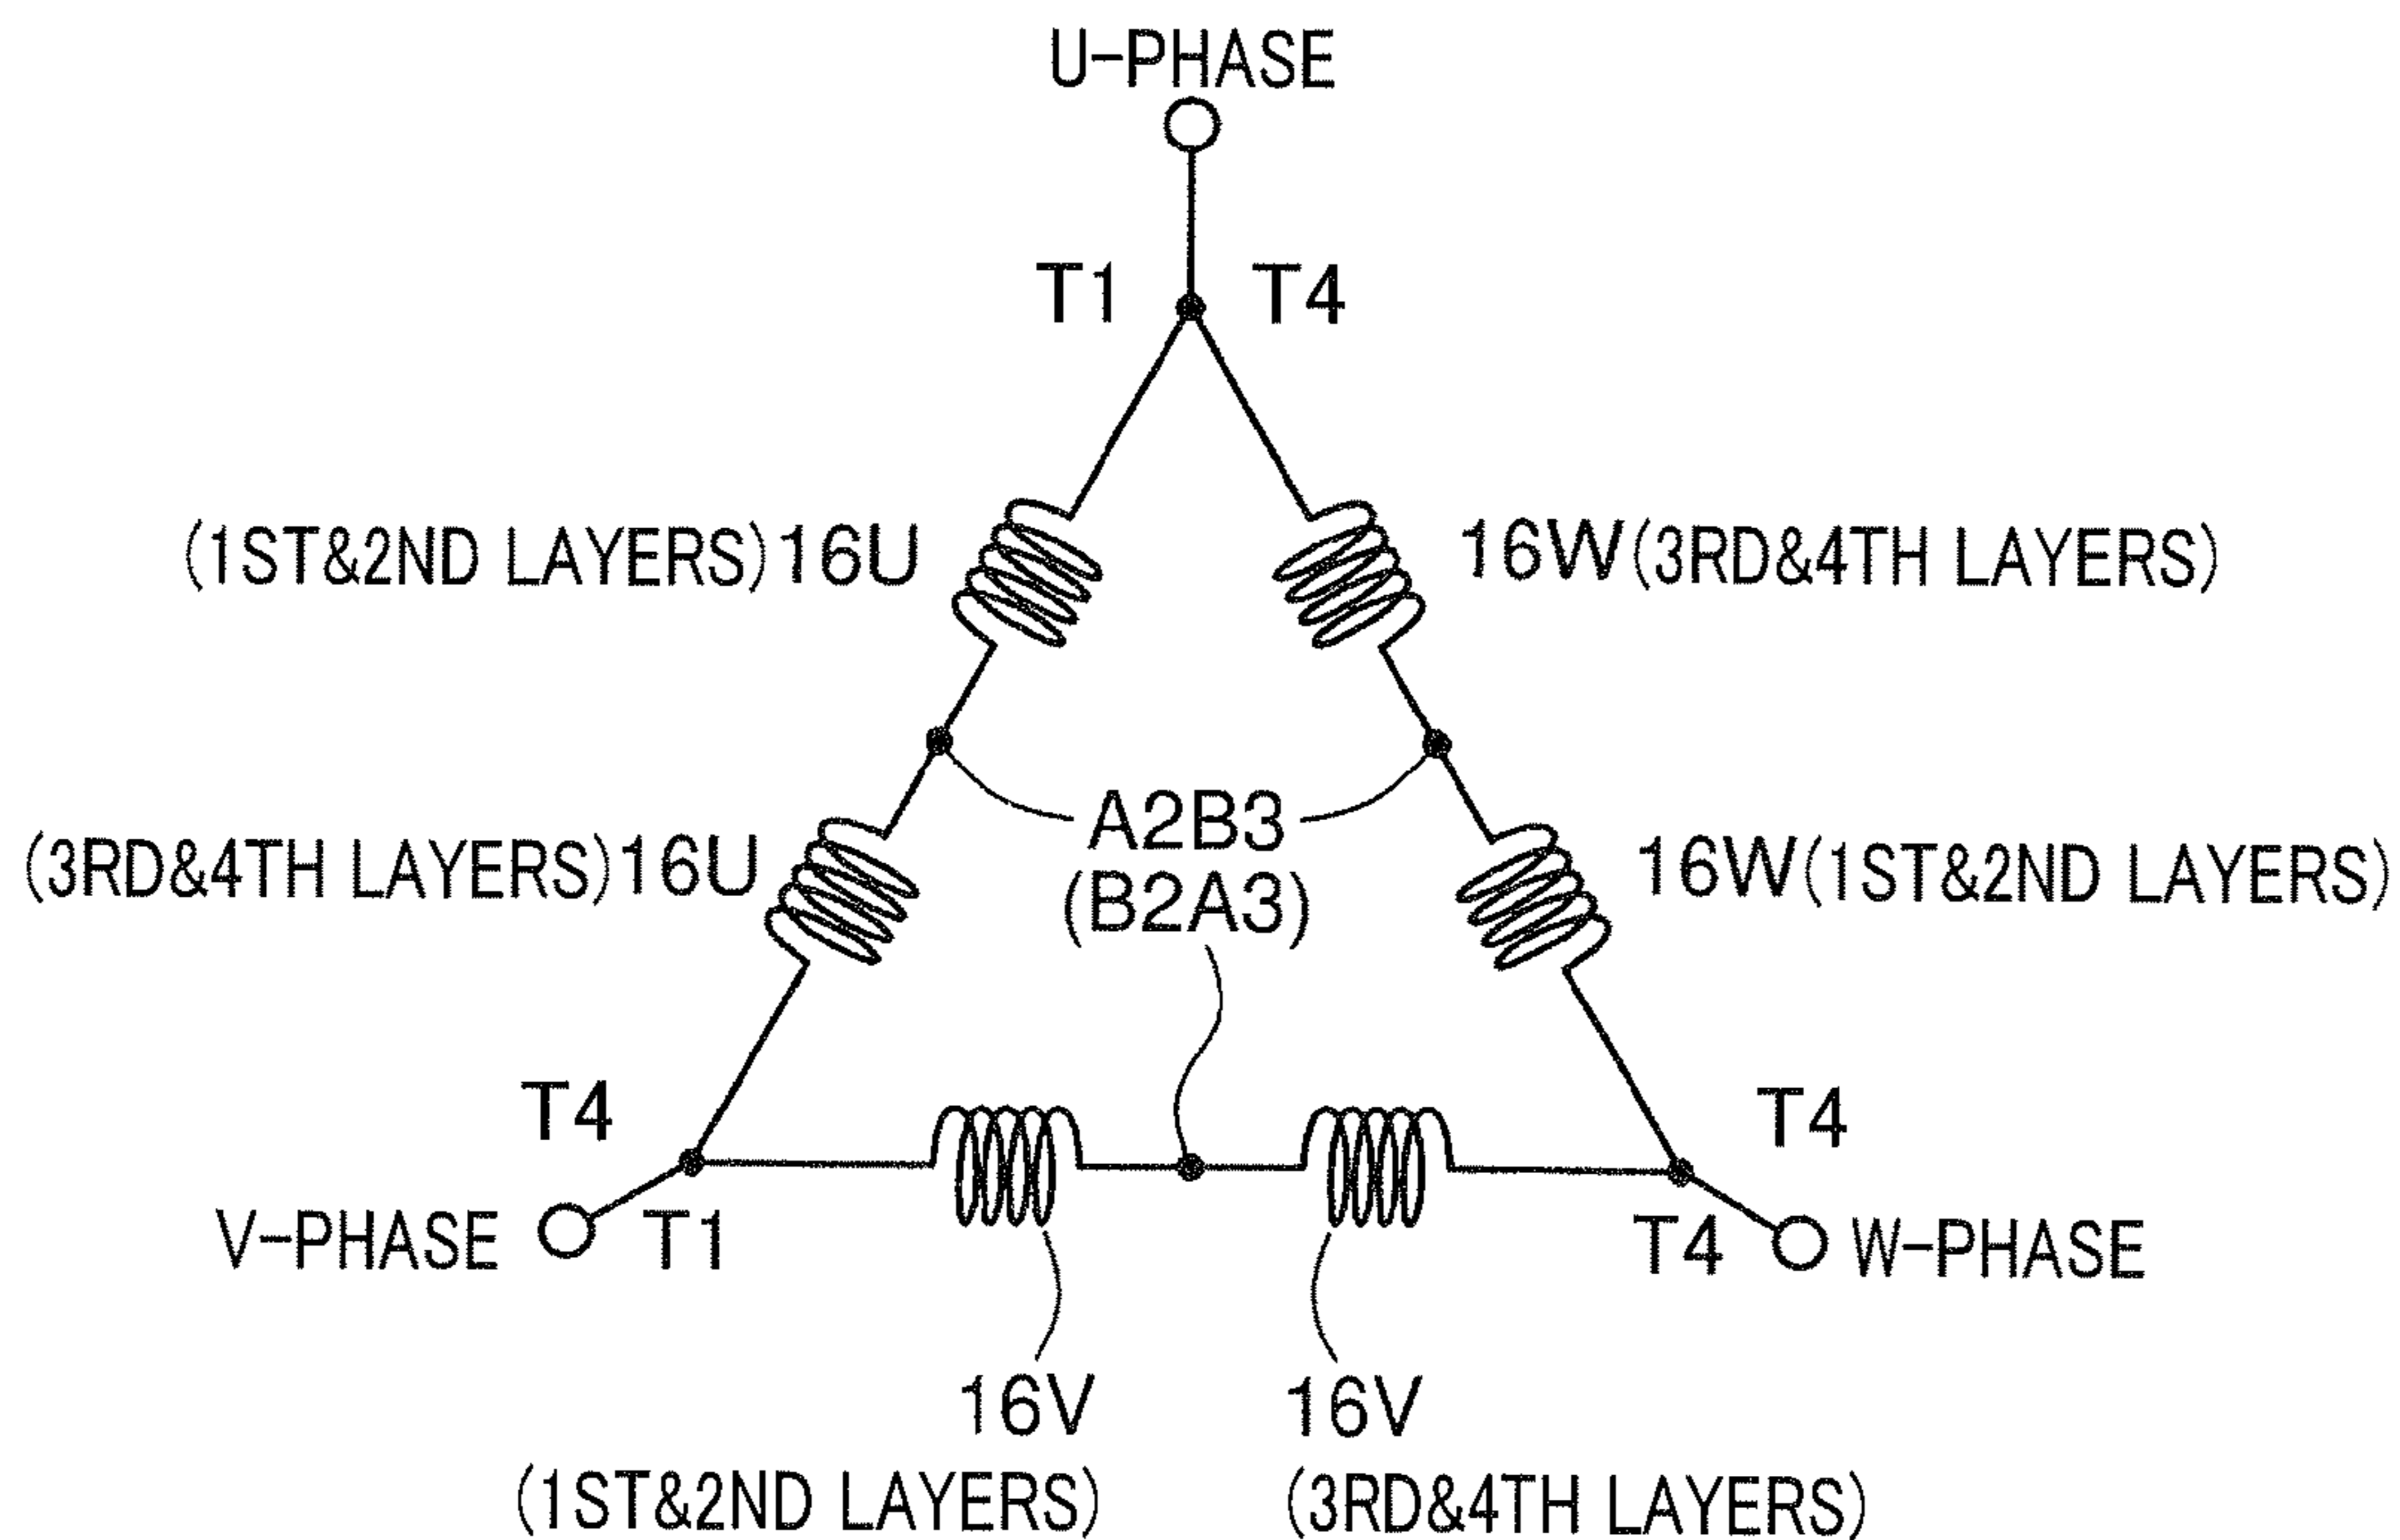 U-PHASE
T1 T4
(1ST&2ND LAYERS)16U
16W(3RD&4TH LAYERS)
A2B3
(B2A3)
(3RD&4TH LAYERS)16U
16W(1ST&2ND LAYERS)
T4
T4
V-PHASE
T1
T4
W-PHASE
16V
(1ST&2ND LAYERS)
16V
(3RD&4TH LAYERS)